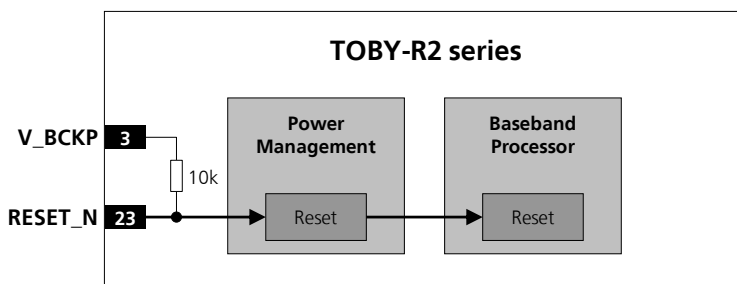 TOBY-R2 series
V_BCKP 3
Power
Management
Baseband
Processor
10k
RESET_N 23
Reset
Reset